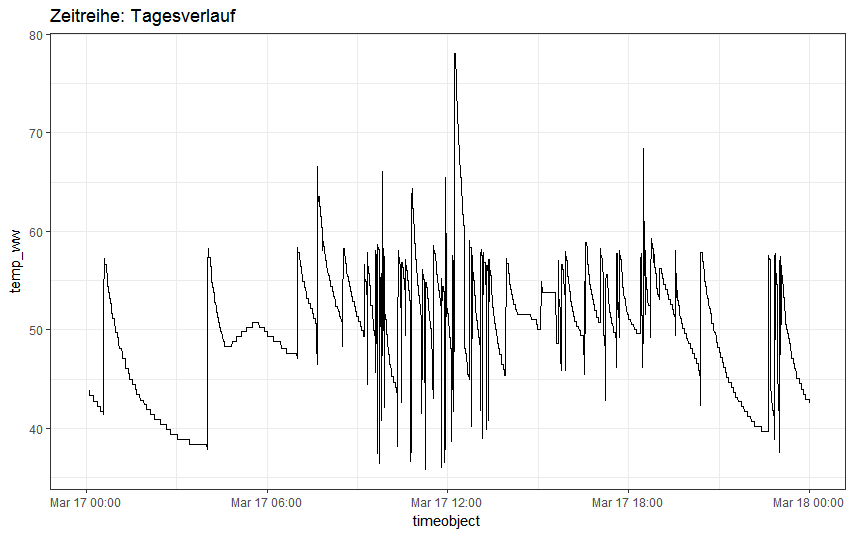 Zeitreihe: Tagesverlauf
80
70
60
50
40
temp_ww
Mar 17 00:00
Mar 17 06:00
Mar 17 12:00
Mar 17 18:00
Mar 18 00:00
timeobject